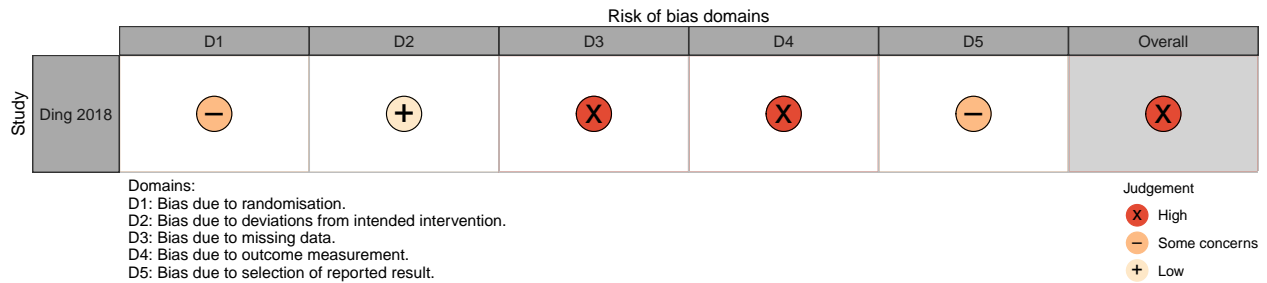 Risk of bias domains
D1 D2 D3 D4 D5 Overall
Study
Ding 2018 − + X X − X
Domains:
D1: Bias due to randomisation.
D2: Bias due to deviations from intended intervention.
D3: Bias due to missing data.
D4: Bias due to outcome measurement.
D5: Bias due to selection of reported result.
Judgement
X High
− Some concerns
+ Low